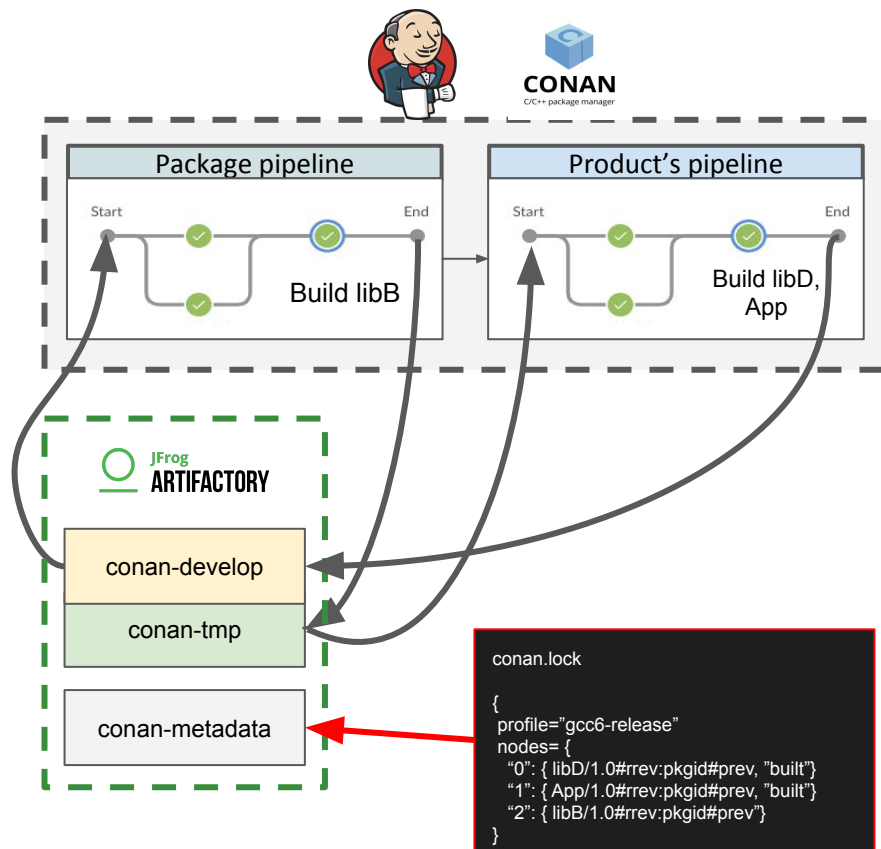 CONAN
C/C++ package manager
Package pipeline
Start
End
Build libB
Product's pipeline
Start
End
Build libD,
App
JFrog
ARTIFACTORY
conan-develop
conan-tmp
conan-metadata
conan.lock
{
profile=”gcc6-release”
nodes= {
“0”: { libD/1.0#rrev:pkgid#prev, ”built”}
“1”: { App/1.0#rrev:pkgid#prev, ”built”}
“2”: { libB/1.0#rrev:pkgid#prev”}
}